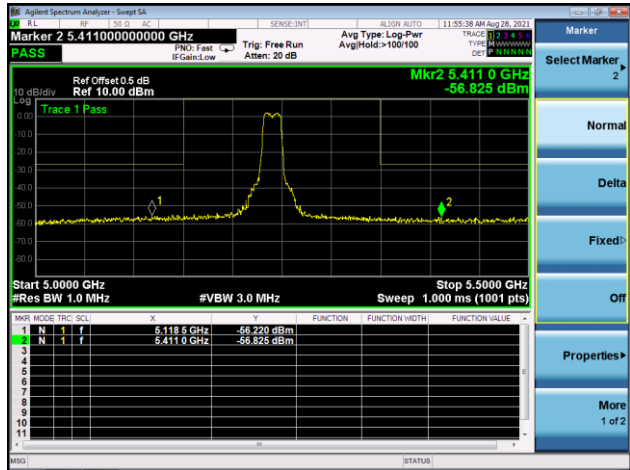 Agilent Spectrum Analyzer - Swept SA
RL RF 50 Ω AC SENSE:INT ALIGN AUTO 11:55:38 AM Aug 28, 2021
Marker 2 5.411000000000 GHz
PASS
PNO: Fast
IFGain:Low
Trig: Free Run
Atten: 20 dB
Avg Type: Log-Pwr
Avg|Hold:>100/100
TRACE 1 2 3 4 5 6
TYPE M WWWWW
DET P NNNNN
Mkr2 5.411 0 GHz
-56.825 dBm
Ref Offset 0.5 dB
10 dB/div Ref 10.00 dBm
Log
Trace 1 Pass
0.00
-10.0
-20.0
-30.0
-40.0
-50.0
-60.0
-70.0
-80.0
1
2
Start 5.0000 GHz Stop 5.5000 GHz
#Res BW 1.0 MHz #VBW 3.0 MHz Sweep 1.000 ms (1001 pts)
MKR MODE TRC SCL X Y FUNCTION FUNCTION WIDTH FUNCTION VALUE
1 N 1 f 5.118 5 GHz -56.220 dBm
2 N 1 f 5.411 0 GHz -56.825 dBm
3
4
5
6
7
8
9
10
11
MSG STATUS
Marker
Select Marker
2
Normal
Delta
Fixed
Off
Properties
More
1 of 2